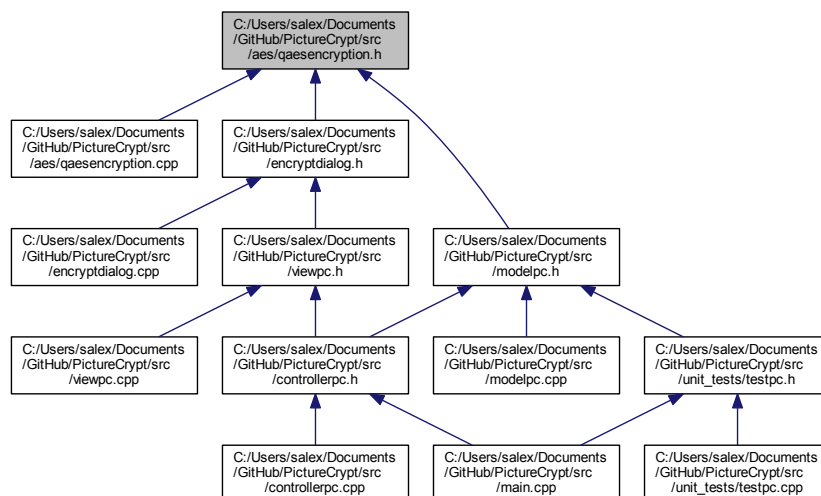 C:/Users/salex/Documents
/GitHub/PictureCrypt/src
/aes/qaesencryption.h
C:/Users/salex/Documents
/GitHub/PictureCrypt/src
/aes/qaesencryption.cpp
C:/Users/salex/Documents
/GitHub/PictureCrypt/src
/encryptdialog.h
C:/Users/salex/Documents
/GitHub/PictureCrypt/src
/encryptdialog.cpp
C:/Users/salex/Documents
/GitHub/PictureCrypt/src
/viewpc.h
C:/Users/salex/Documents
/GitHub/PictureCrypt/src
/modelpc.h
C:/Users/salex/Documents
/GitHub/PictureCrypt/src
/viewpc.cpp
C:/Users/salex/Documents
/GitHub/PictureCrypt/src
/controllerpc.h
C:/Users/salex/Documents
/GitHub/PictureCrypt/src
/modelpc.cpp
C:/Users/salex/Documents
/GitHub/PictureCrypt/src
/unit_tests/testpc.h
C:/Users/salex/Documents
/GitHub/PictureCrypt/src
/controllerpc.cpp
C:/Users/salex/Documents
/GitHub/PictureCrypt/src
/main.cpp
C:/Users/salex/Documents
/GitHub/PictureCrypt/src
/unit_tests/testpc.cpp